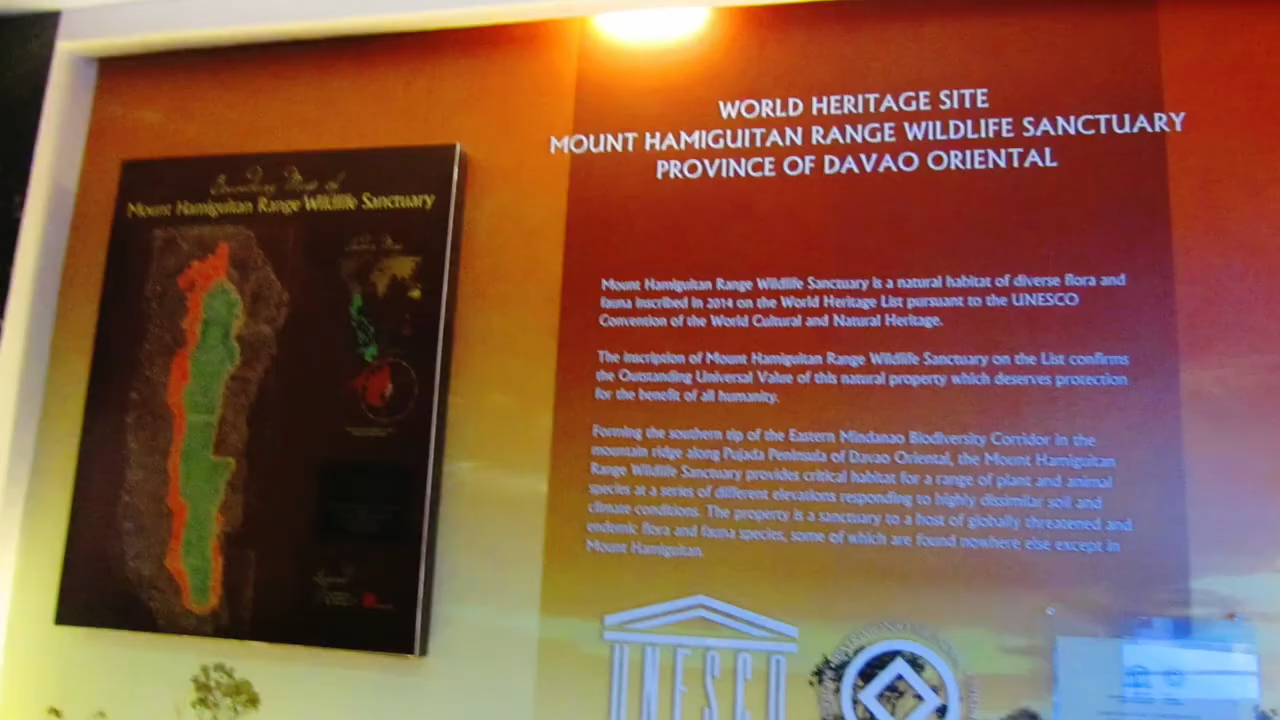 WORLD HERITAGE SITE
MOUNT HAMIGUITAN RANGE WILDLIFE SANCTUARY
PROVINCE OF DAVAO ORIENTAL
Boundary Map of
Mount Hamiguitan Range Wildlife Sanctuary
Mount Hamiguitan Range Wildlife Sanctuary is a natural habitat of diverse flora and
fauna inscribed in 2014 on the World Heritage List pursuant to the UNESCO
Convention of the World Cultural and Natural Heritage.
The inscription of Mount Hamiguitan Range Wildlife Sanctuary on the List confirms
the Outstanding Universal Value of this natural property which deserves protection
for the benefit of all humanity.
Forming the southern tip of the Eastern Mindanao Biodiversity Corridor in the
mountain ridge along Pujada Peninsula of Davao Oriental, the Mount Hamiguitan
Range Wildlife Sanctuary provides critical habitat for a range of plant and animal
species at a series of different elevations responding to highly dissimilar soil and
climate conditions. The property is a sanctuary to a host of globally threatened and
endemic flora and fauna species, some of which are found nowhere else except in
Mount Hamiguitan.
UNESCO